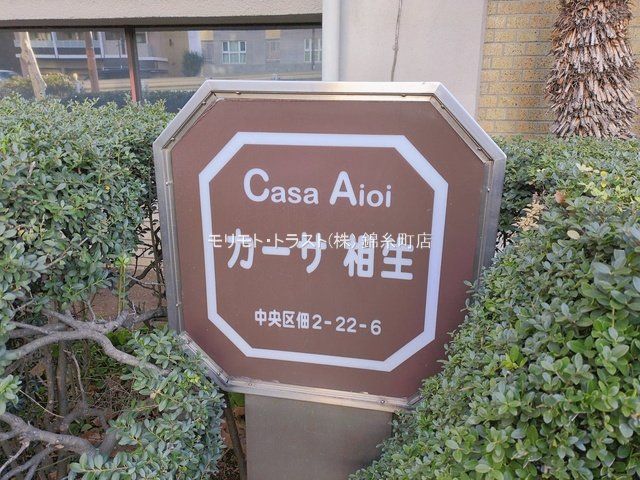 Casa Aioi
モリモト・トラスト(株) 錦糸町店
カーサ 相生
中央区佃2-22-6